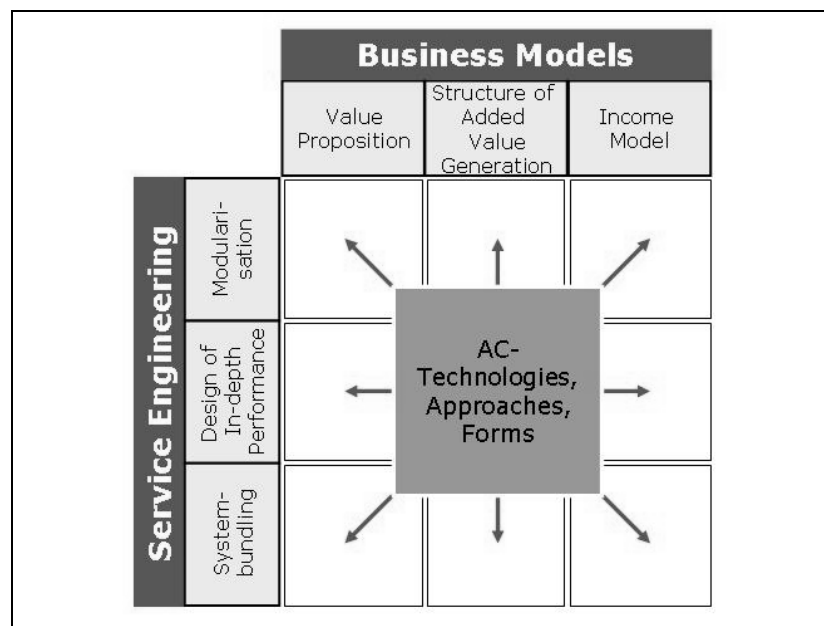 Business Models
Value
Proposition
Structure of
Added
Value
Generation
Income
Model
Service Engineering
Modulari-
sation
Design of
In-depth
Performance
System-
bundling
AC-
Technologies,
Approaches,
Forms